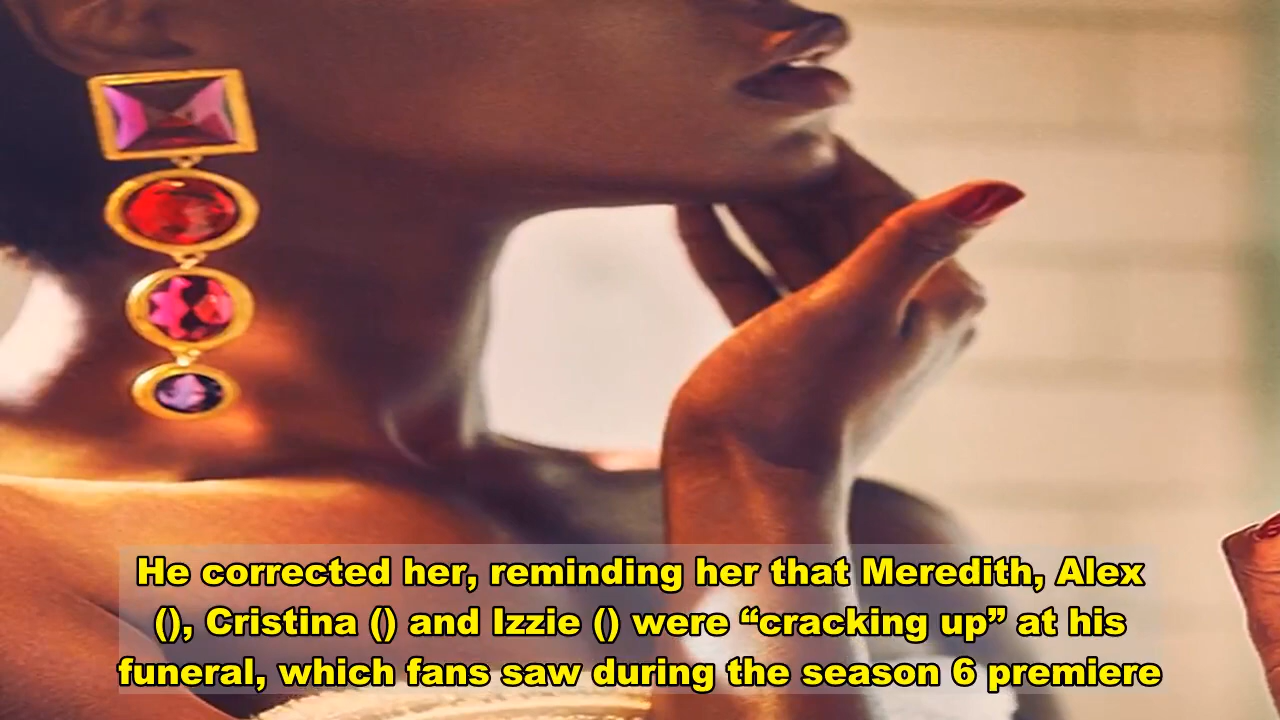 He corrected her, reminding her that Meredith, Alex
(), Cristina () and Izzie () were “cracking up” at his
funeral, which fans saw during the season 6 premiere